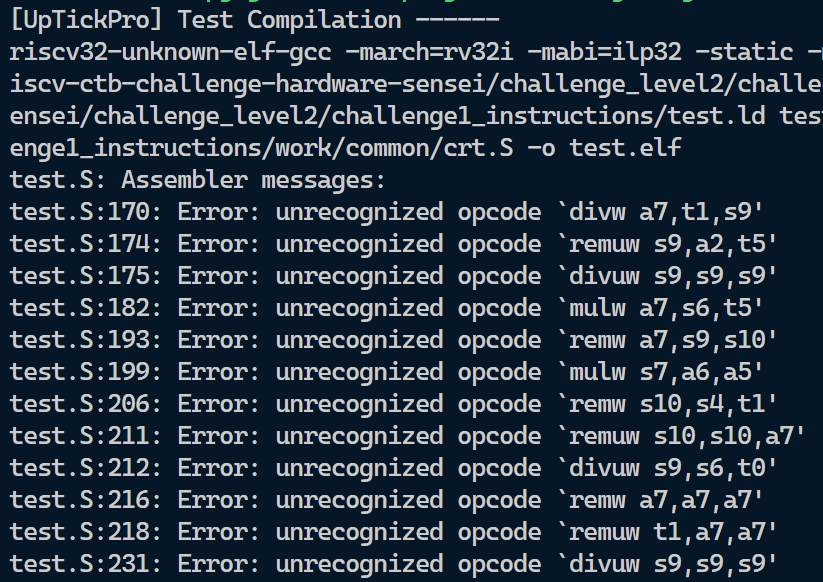 [UpTickPro] Test Compilation ------
riscv32-unknown-elf-gcc -march=rv32i -mabi=ilp32 -static
iscv-ctb-challenge-hardware-sensei/challenge_level2/challe
ensei/challenge_level2/challenge1_instructions/test.ld tes
enge1_instructions/work/common/crt.S -o test.elf
test.S: Assembler messages:
test.S:170: Error: unrecognized opcode `divw a7,t1,s9'
test.S:174: Error: unrecognized opcode `remuw s9,a2,t5'
test.S:175: Error: unrecognized opcode `divuw s9,s9,s9'
test.S:182: Error: unrecognized opcode `mulw a7,s6,t5'
test.S:193: Error: unrecognized opcode `remw a7,s9,s10'
test.S:199: Error: unrecognized opcode `mulw s7,a6,a5'
test.S:206: Error: unrecognized opcode `remw s10,s4,t1'
test.S:211: Error: unrecognized opcode `remuw s10,s10,a7'
test.S:212: Error: unrecognized opcode `divuw s9,s6,t0'
test.S:216: Error: unrecognized opcode `remw a7,a7,a7'
test.S:218: Error: unrecognized opcode `remuw t1,a7,a7'
test.S:231: Error: unrecognized opcode `divuw s9,s9,s9'